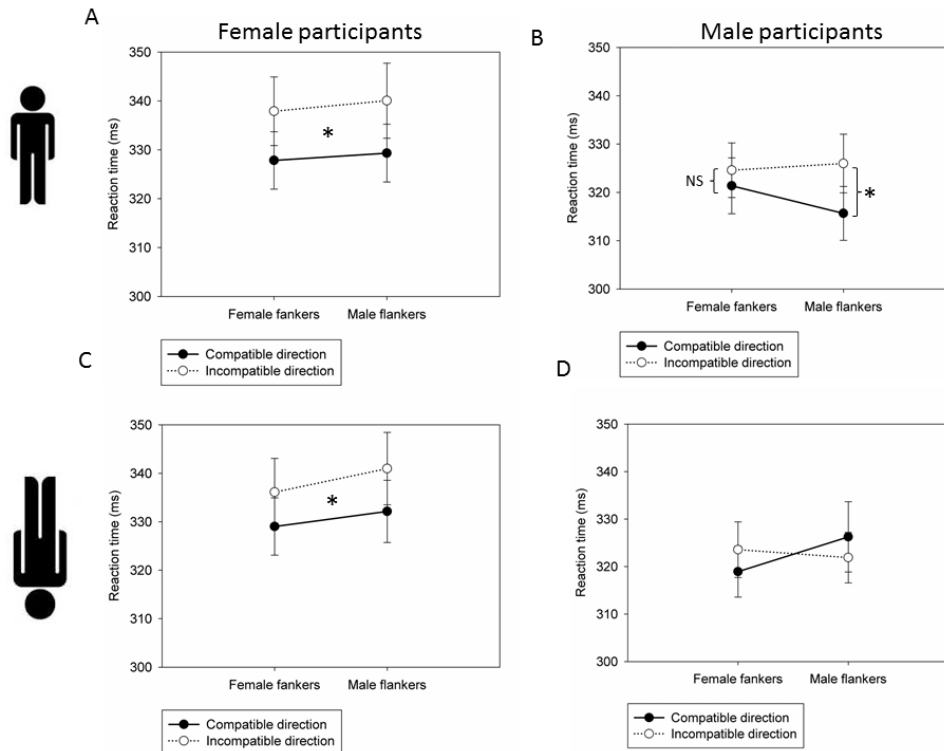 A
Female participants
350
340
330
320
310
300
Reaction time (ms)
*
Female fankers
Male flankers
Compatible direction
Incompatible direction
B
Male participants
350
340
330
320
310
300
Reaction time (ms)
NS
*
Female fankers
Male flankers
Compatible direction
Incompatible direction
C
350
340
330
320
310
300
Reaction time (ms)
*
Female fankers
Male flankers
Compatible direction
Incompatible direction
D
350
340
330
320
310
300
Reaction time (ms)
Female fankers
Male flankers
Compatible direction
Incompatible direction